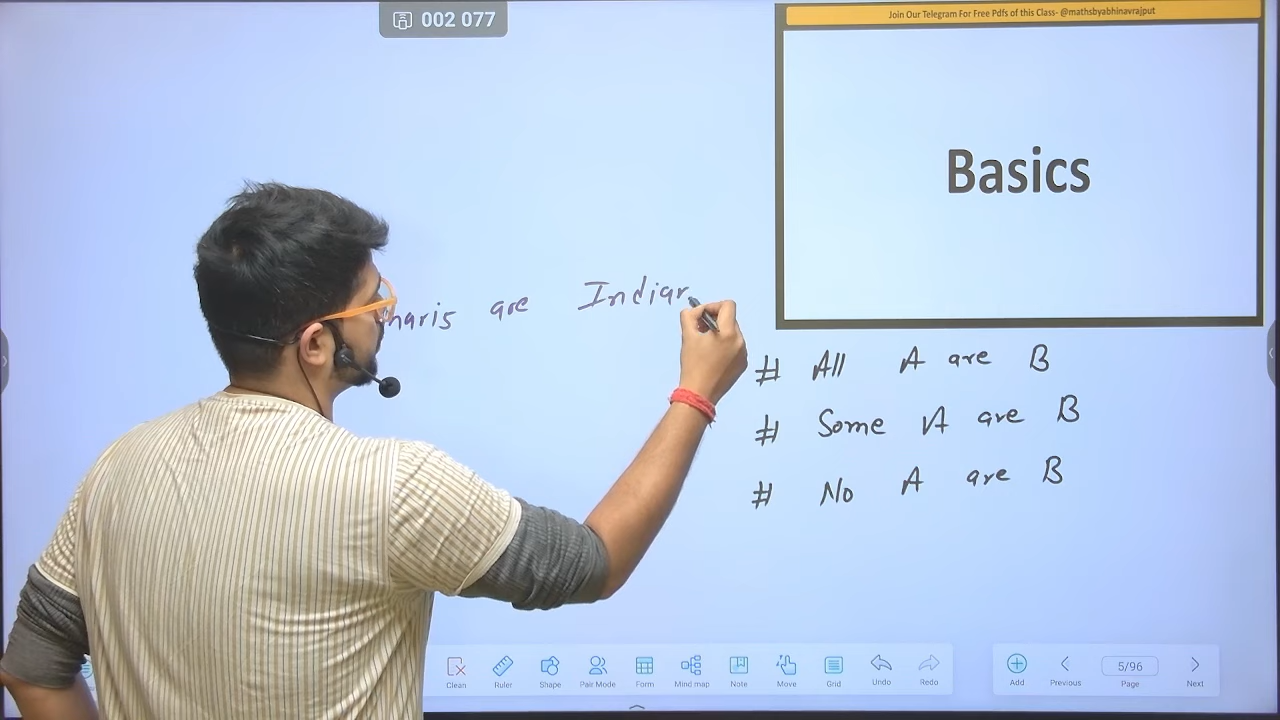 002 077
Join Our Telegram For Free Pdfs of this Class- @mathsbyabhinavrajput
Basics
are Indian
# All A are B
# Some A are B
# No A are B
Clean Ruler Shape Pair Mode Form Mind map Note Move Grid Undo Redo
Add Previous 5/96 Page Next